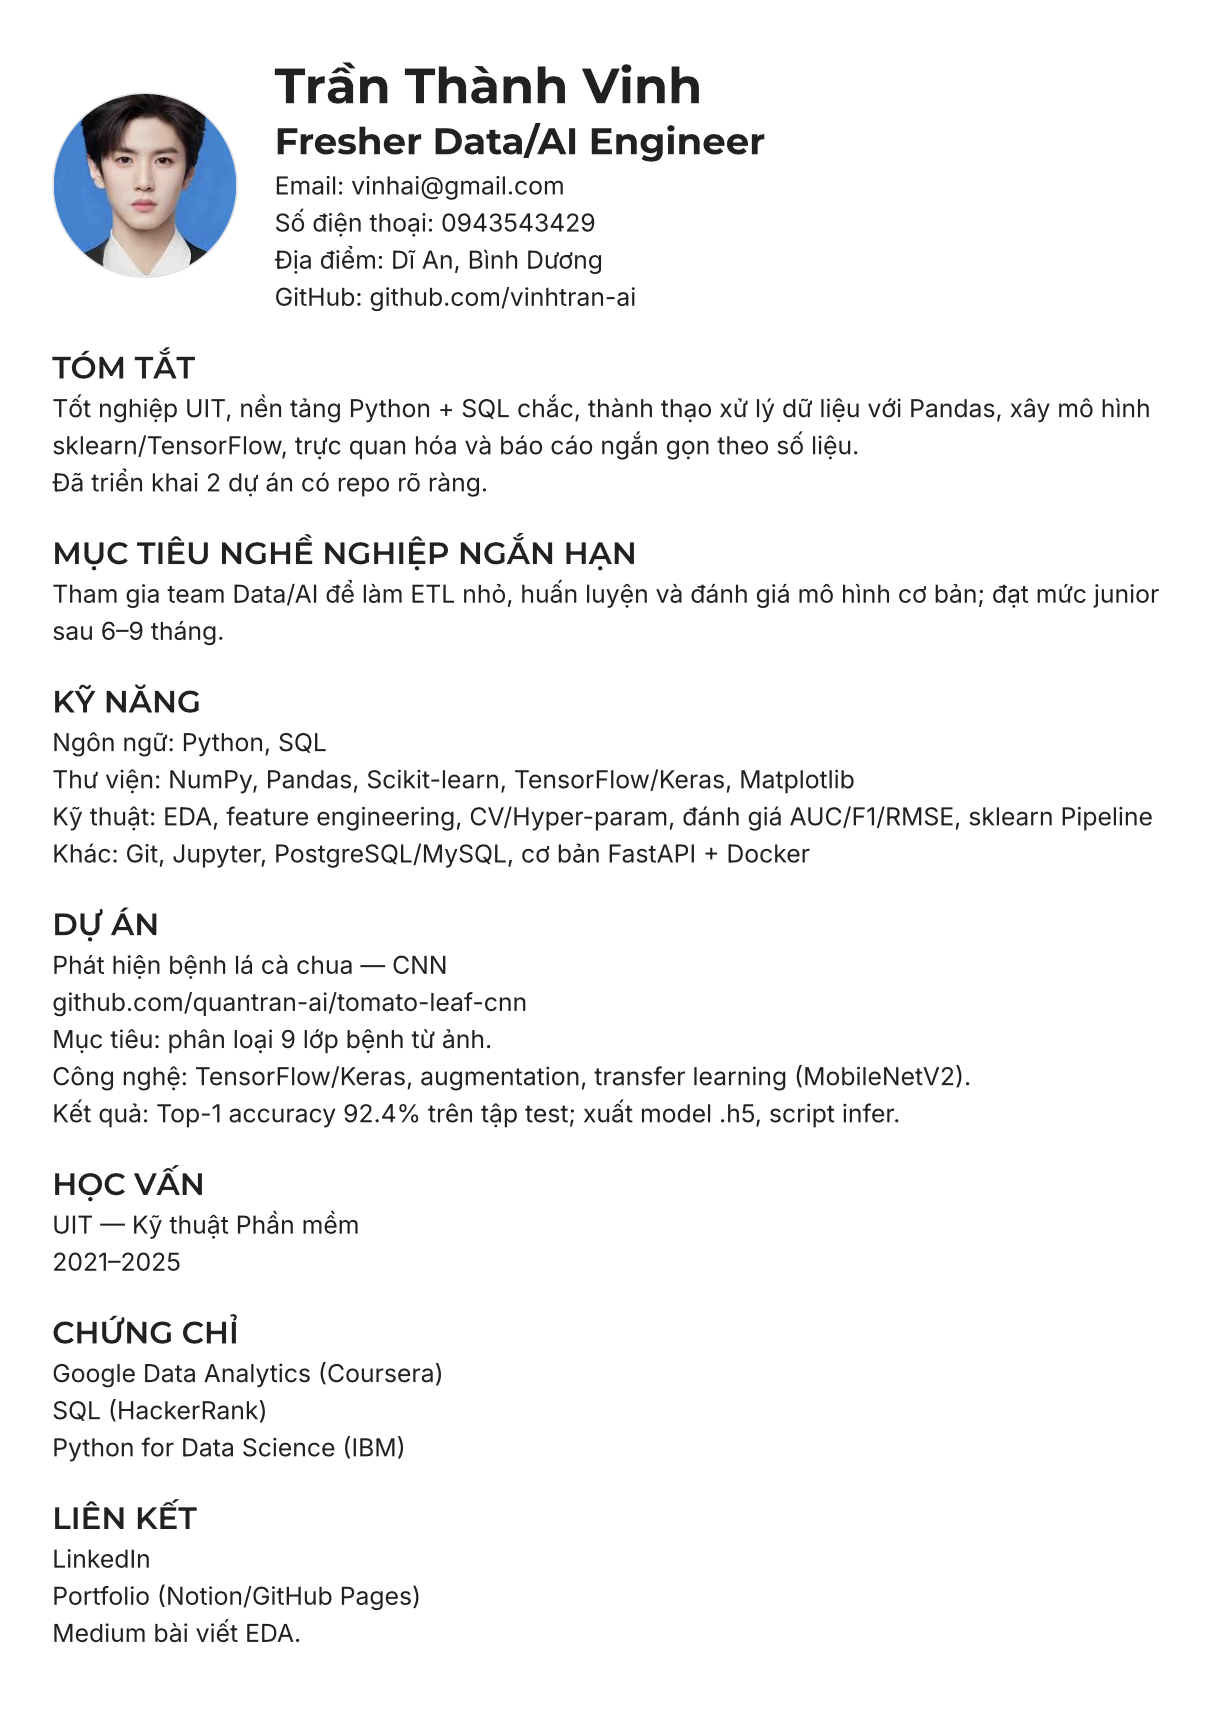 Trần Thành Vinh
Fresher Data/AI Engineer
Email: vinhai@gmail.com
Số điện thoại: 0943543429
Địa điểm: Dĩ An, Bình Dương
GitHub: github.com/vinhtran-ai
TÓM TẮT
Tốt nghiệp UIT, nền tảng Python + SQL chắc, thành thạo xử lý dữ liệu với Pandas, xây mô hình
sklearn/TensorFlow, trực quan hóa và báo cáo ngắn gọn theo số liệu.
Đã triển khai 2 dự án có repo rõ ràng.
MỤC TIÊU NGHỀ NGHIỆP NGẮN HẠN
Tham gia team Data/AI để làm ETL nhỏ, huấn luyện và đánh giá mô hình cơ bản; đạt mức junior
sau 6–9 tháng.
KỸ NĂNG
Ngôn ngữ: Python, SQL
Thư viện: NumPy, Pandas, Scikit-learn, TensorFlow/Keras, Matplotlib
Kỹ thuật: EDA, feature engineering, CV/Hyper-param, đánh giá AUC/F1/RMSE, sklearn Pipeline
Khác: Git, Jupyter, PostgreSQL/MySQL, cơ bản FastAPI + Docker
DỰ ÁN
Phát hiện bệnh lá cà chua — CNN
github.com/quantran-ai/tomato-leaf-cnn
Mục tiêu: phân loại 9 lớp bệnh từ ảnh.
Công nghệ: TensorFlow/Keras, augmentation, transfer learning (MobileNetV2).
Kết quả: Top-1 accuracy 92.4% trên tập test; xuất model .h5, script infer.
HỌC VẤN
UIT — Kỹ thuật Phần mềm
2021–2025
CHỨNG CHỈ
Google Data Analytics (Coursera)
SQL (HackerRank)
Python for Data Science (IBM)
LIÊN KẾT
LinkedIn
Portfolio (Notion/GitHub Pages)
Medium bài viết EDA.